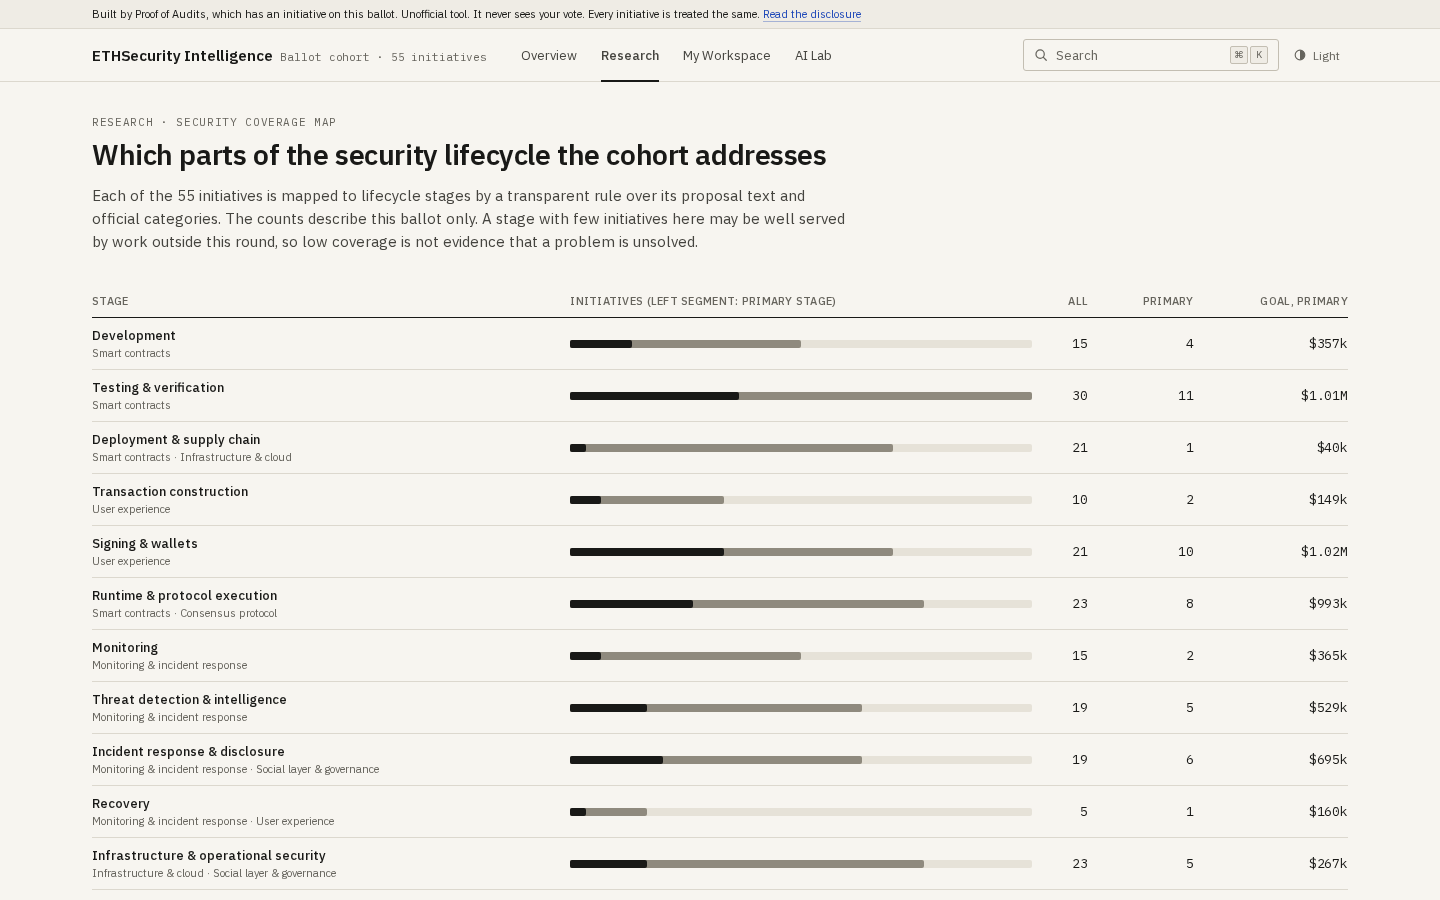 Built by Proof of Audits, which has an initiative on this ballot. Unofficial tool. It never sees your vote. Every initiative is treated the same. Read the disclosure
ETHSecurity Intelligence Ballot cohort · 55 initiatives Overview Research My Workspace AI Lab Search ⌘ K Light
RESEARCH · SECURITY COVERAGE MAP
Which parts of the security lifecycle the cohort addresses
Each of the 55 initiatives is mapped to lifecycle stages by a transparent rule over its proposal text and
official categories. The counts describe this ballot only. A stage with few initiatives here may be well served
by work outside this round, so low coverage is not evidence that a problem is unsolved.
STAGE INITIATIVES (LEFT SEGMENT: PRIMARY STAGE) ALL PRIMARY GOAL, PRIMARY
Development 15 4 $357k
Smart contracts
Testing & verification 30 11 $1.01M
Smart contracts
Deployment & supply chain 21 1 $40k
Smart contracts · Infrastructure & cloud
Transaction construction 10 2 $149k
User experience
Signing & wallets 21 10 $1.02M
User experience
Runtime & protocol execution 23 8 $993k
Smart contracts · Consensus protocol
Monitoring 15 2 $365k
Monitoring & incident response
Threat detection & intelligence 19 5 $529k
Monitoring & incident response
Incident response & disclosure 19 6 $695k
Monitoring & incident response · Social layer & governance
Recovery 5 1 $160k
Monitoring & incident response · User experience
Infrastructure & operational security 23 5 $267k
Infrastructure & cloud · Social layer & governance